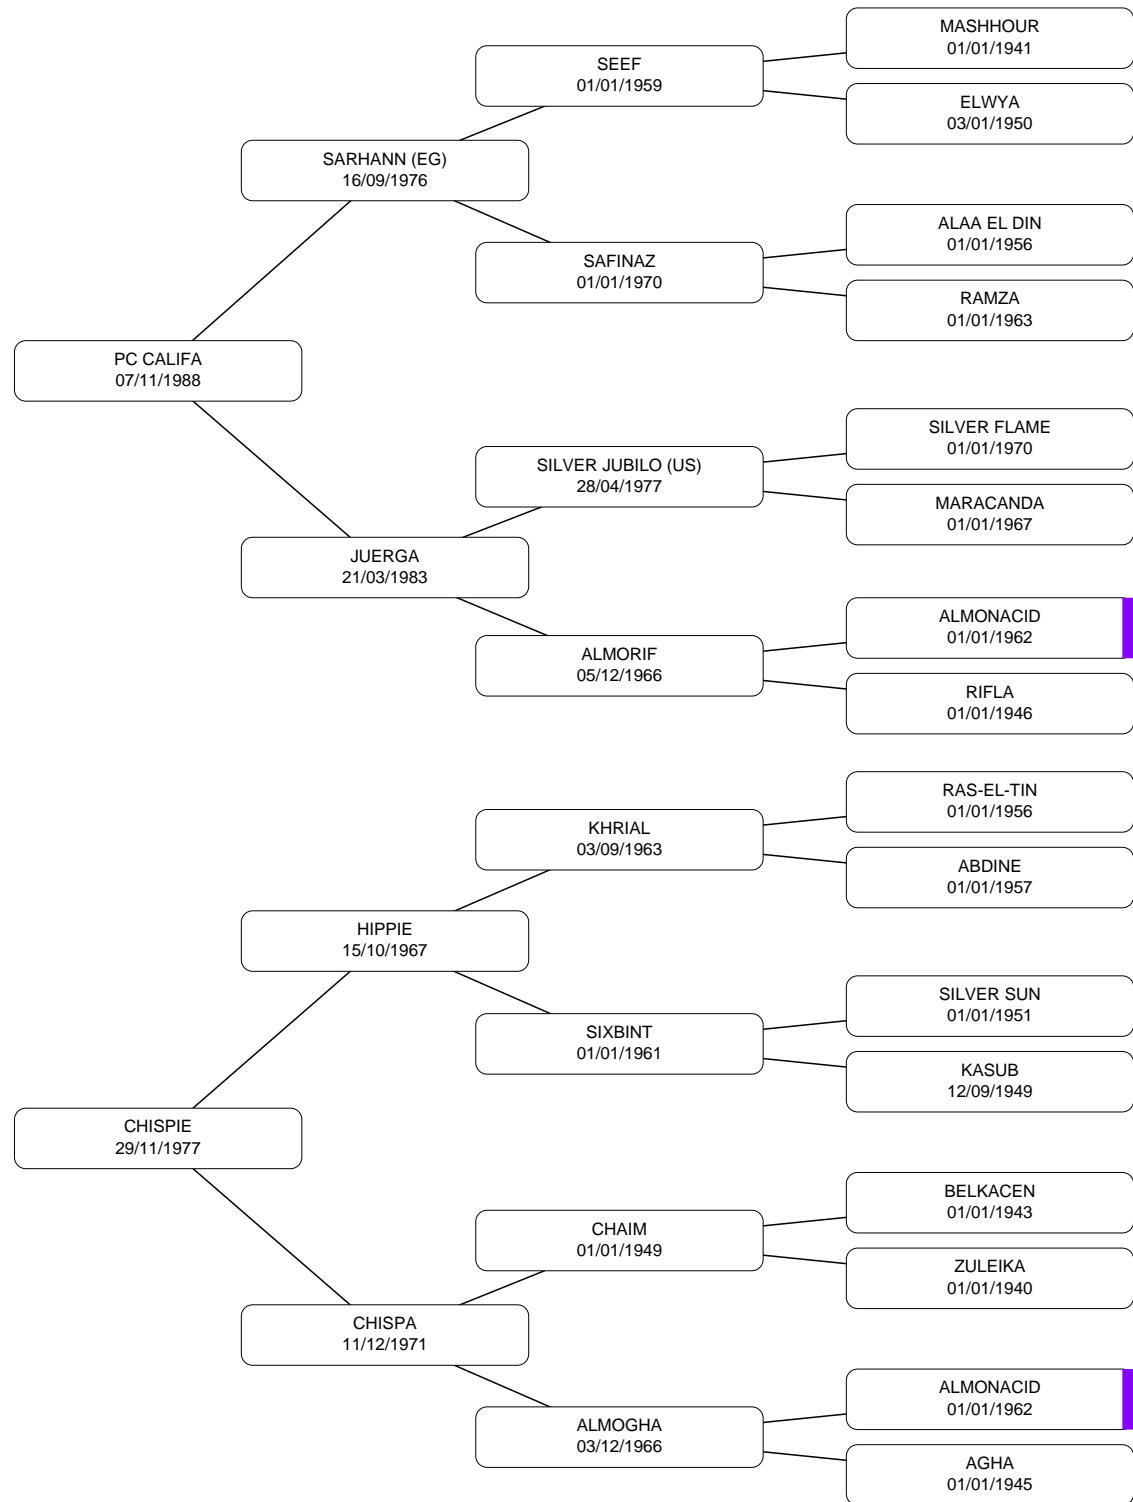 MASHHOUR
01/01/1941
SEEF
01/01/1959
ELWYA
03/01/1950
SARHANN (EG)
16/09/1976
ALAA EL DIN
01/01/1956
SAFINAZ
01/01/1970
RAMZA
01/01/1963
PC CALIFA
07/11/1988
SILVER FLAME
01/01/1970
SILVER JUBILO (US)
28/04/1977
MARACANDA
01/01/1967
JUERGA
21/03/1983
ALMONACID
01/01/1962
ALMORIF
05/12/1966
RIFLA
01/01/1946
RAS-EL-TIN
01/01/1956
KHRIAL
03/09/1963
ABDINE
01/01/1957
HIPPIE
15/10/1967
SILVER SUN
01/01/1951
SIXBINT
01/01/1961
KASUB
12/09/1949
CHISPIE
29/11/1977
BELKACEN
01/01/1943
CHAIM
01/01/1949
ZULEIKA
01/01/1940
CHISPA
11/12/1971
ALMONACID
01/01/1962
ALMOGHA
03/12/1966
AGHA
01/01/1945